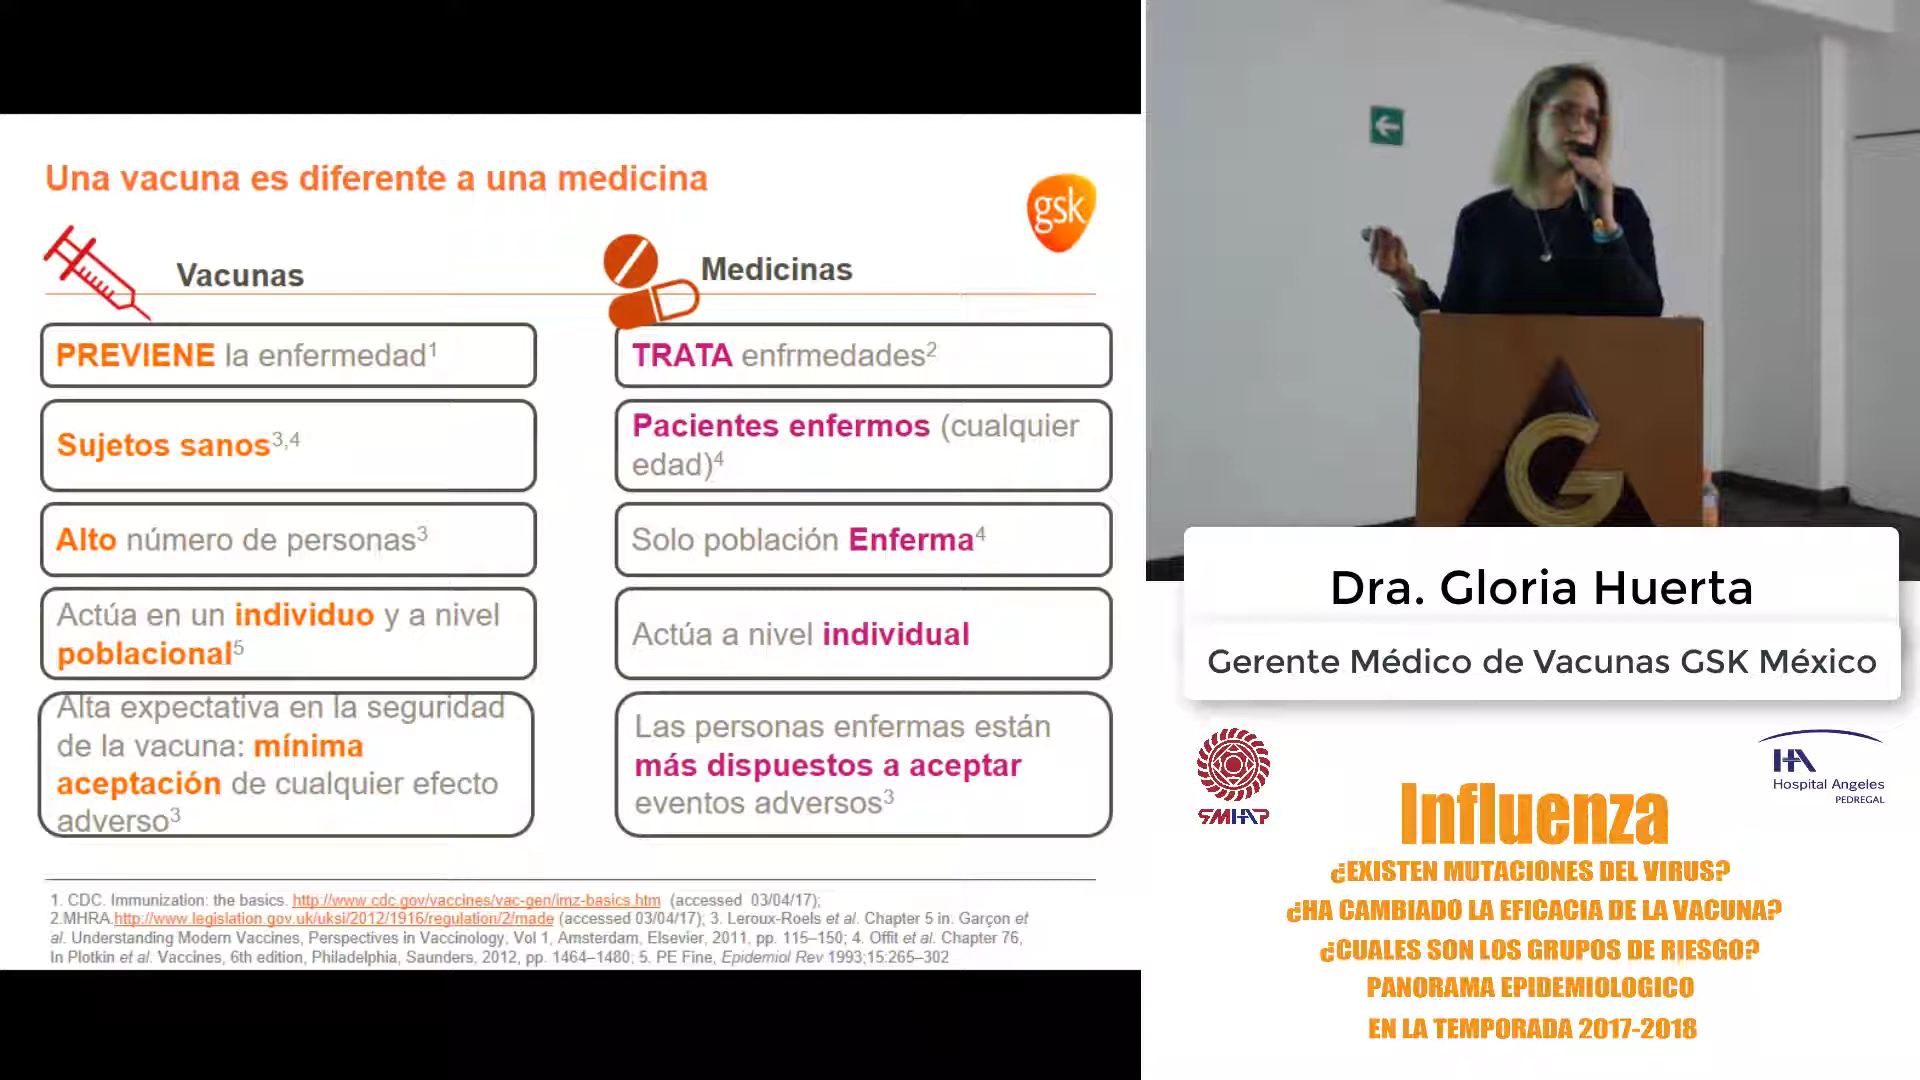 Una vacuna es diferente a una medicina
gsk
Vacunas
Medicinas
PREVIENE la enfermedad1
TRATA enfrmedades2
Sujetos sanos3,4
Pacientes enfermos (cualquier
edad)4
Alto número de personas3
Solo población Enferma4
Actúa en un individuo y a nivel
poblacional5
Actúa a nivel individual
Alta expectativa en la seguridad
de la vacuna: mínima
aceptación de cualquier efecto
adverso3
Las personas enfermas están
más dispuestos a aceptar
eventos adversos3
1. CDC. Immunization: the basics. http://www.cdc.gov/vaccines/vac-gen/imz-basics.htm (accessed 03/04/17);
2.MHRA.http://www.legislation.gov.uk/uksi/2012/1916/regulation/2/made (accessed 03/04/17); 3. Leroux-Roels et al. Chapter 5 in: Garçon et
al. Understanding Modern Vaccines, Perspectives in Vaccinology, Vol 1, Amsterdam, Elsevier, 2011, pp. 115–150; 4. Offit et al. Chapter 76,
In Plotkin et al. Vaccines, 6th edition, Philadelphia, Saunders, 2012, pp. 1464–1480; 5. PE Fine, Epidemiol Rev 1993;15:265–302
G
Dra. Gloria Huerta
Gerente Médico de Vacunas GSK México
SMHAP
HA
Hospital Angeles
PEDREGAL
Influenza
¿EXISTEN MUTACIONES DEL VIRUS?
¿HA CAMBIADO LA EFICACIA DE LA VACUNA?
¿CUALES SON LOS GRUPOS DE RIESGO?
PANORAMA EPIDEMIOLOGICO
EN LA TEMPORADA 2017-2018